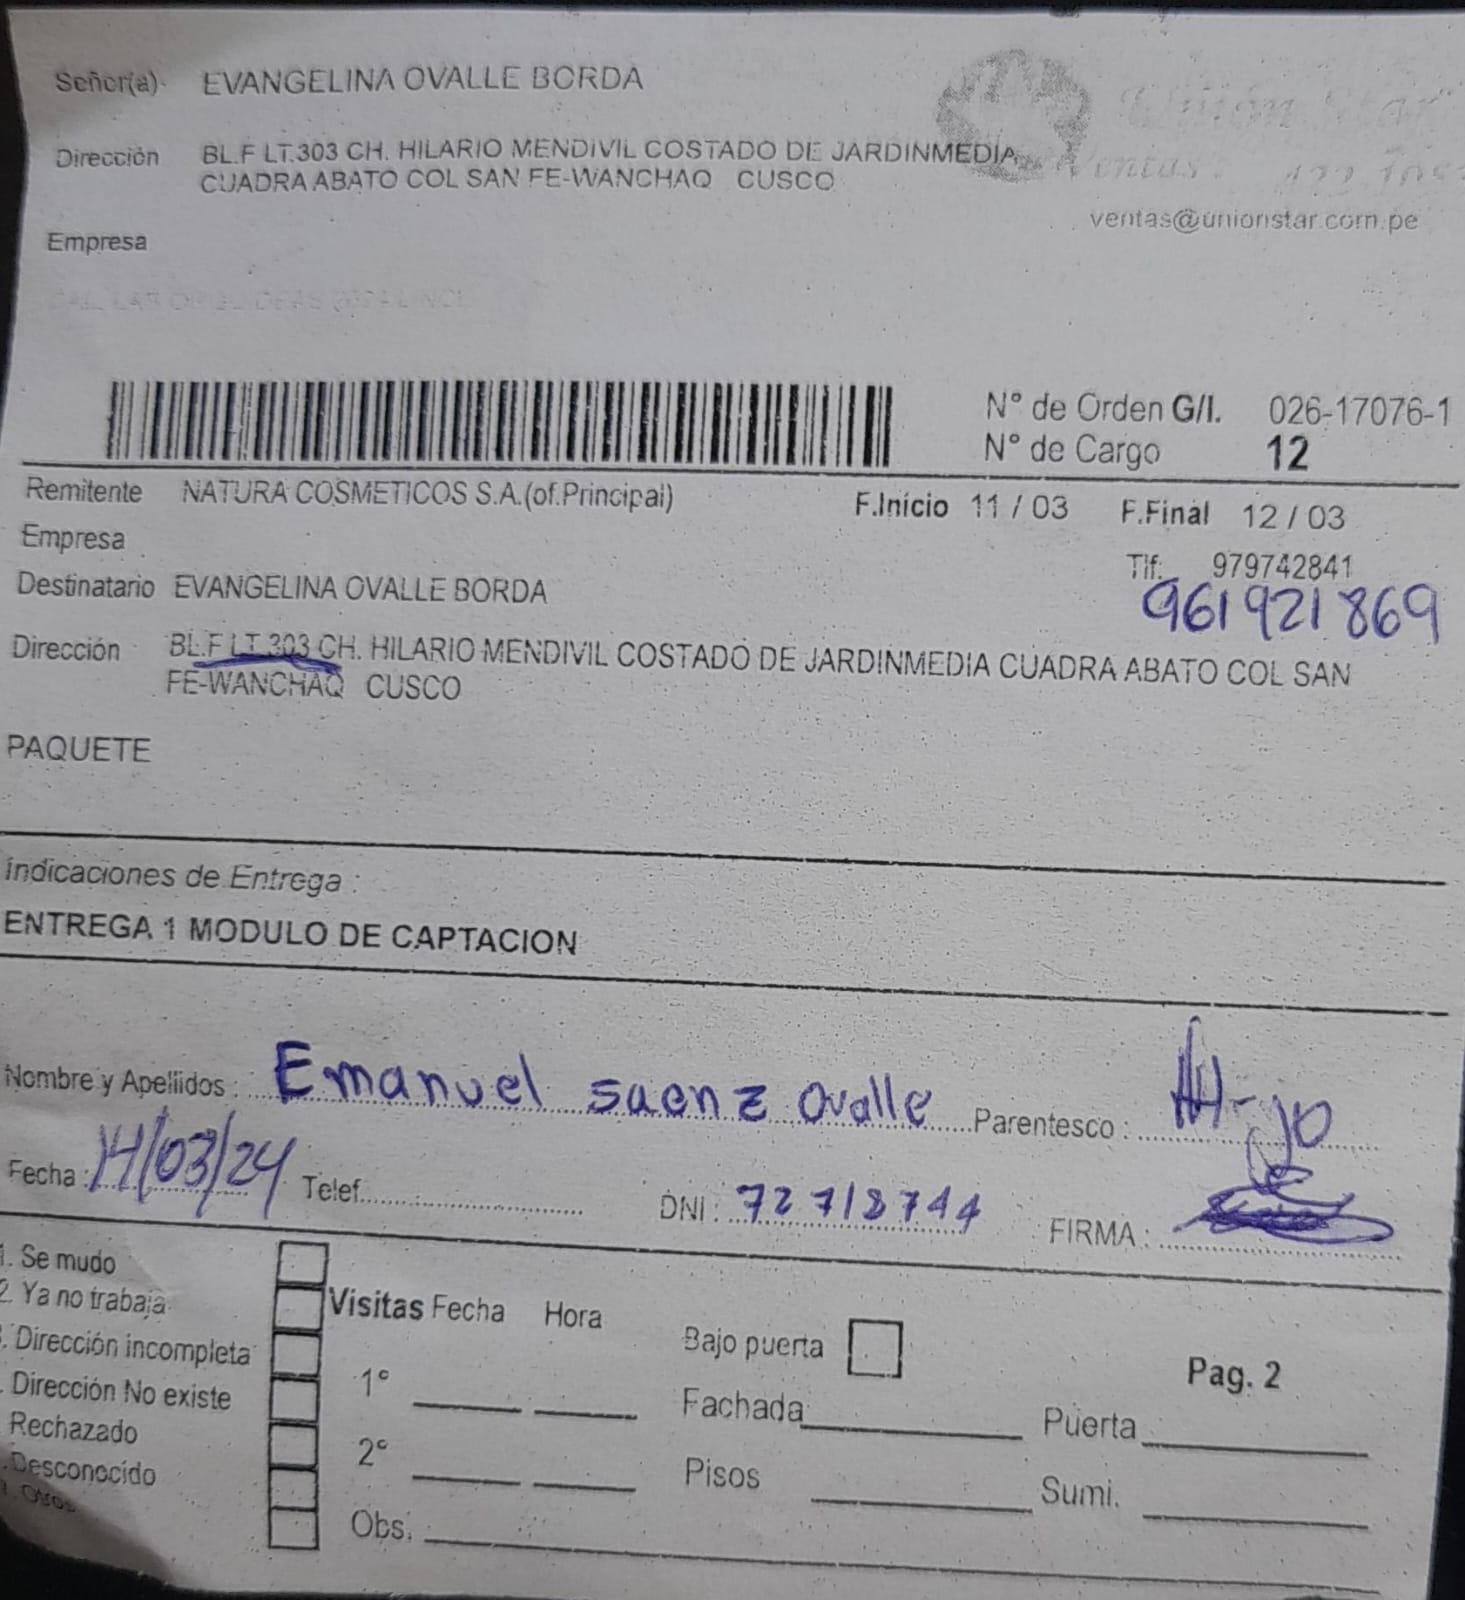 Señor(a) EVANGELINA OVALLE BORDA
Unión Star
Dirección BL.F LT.303 CH. HILARIO MENDIVIL COSTADO DE JARDINMEDIA
CUADRA ABATO COL SAN FE-WANCHAQ CUSCO
Ventas
ventas@unionstar.com.pe
Empresa
N° de Orden G/I. 026-17076-1
N° de Cargo 12
Remitente NATURA COSMETICOS S.A.(of.Principal) F.Inicio 11 / 03 F.Final 12 / 03
Empresa
Tlf: 979742841
Destinatario EVANGELINA OVALLE BORDA
961921869
Dirección BL.F LT.303 CH. HILARIO MENDIVIL COSTADO DE JARDINMEDIA CUADRA ABATO COL SAN
FE-WANCHAQ CUSCO
PAQUETE
Indicaciones de Entrega :
ENTREGA 1 MODULO DE CAPTACION
Nombre y Apellidos : Emanuel Saenz Ovalle Parentesco : Hijo
Fecha : 14/03/24 Telef. DNI : 72718744 FIRMA :
1. Se mudo
2. Ya no trabaja
Visitas Fecha Hora
Bajo puerta
. Dirección incompleta
Pag. 2
. Dirección No existe
1° Fachada Puerta
Rechazado
2° Pisos Sumi.
. Desconocido
. Otros
Obs.